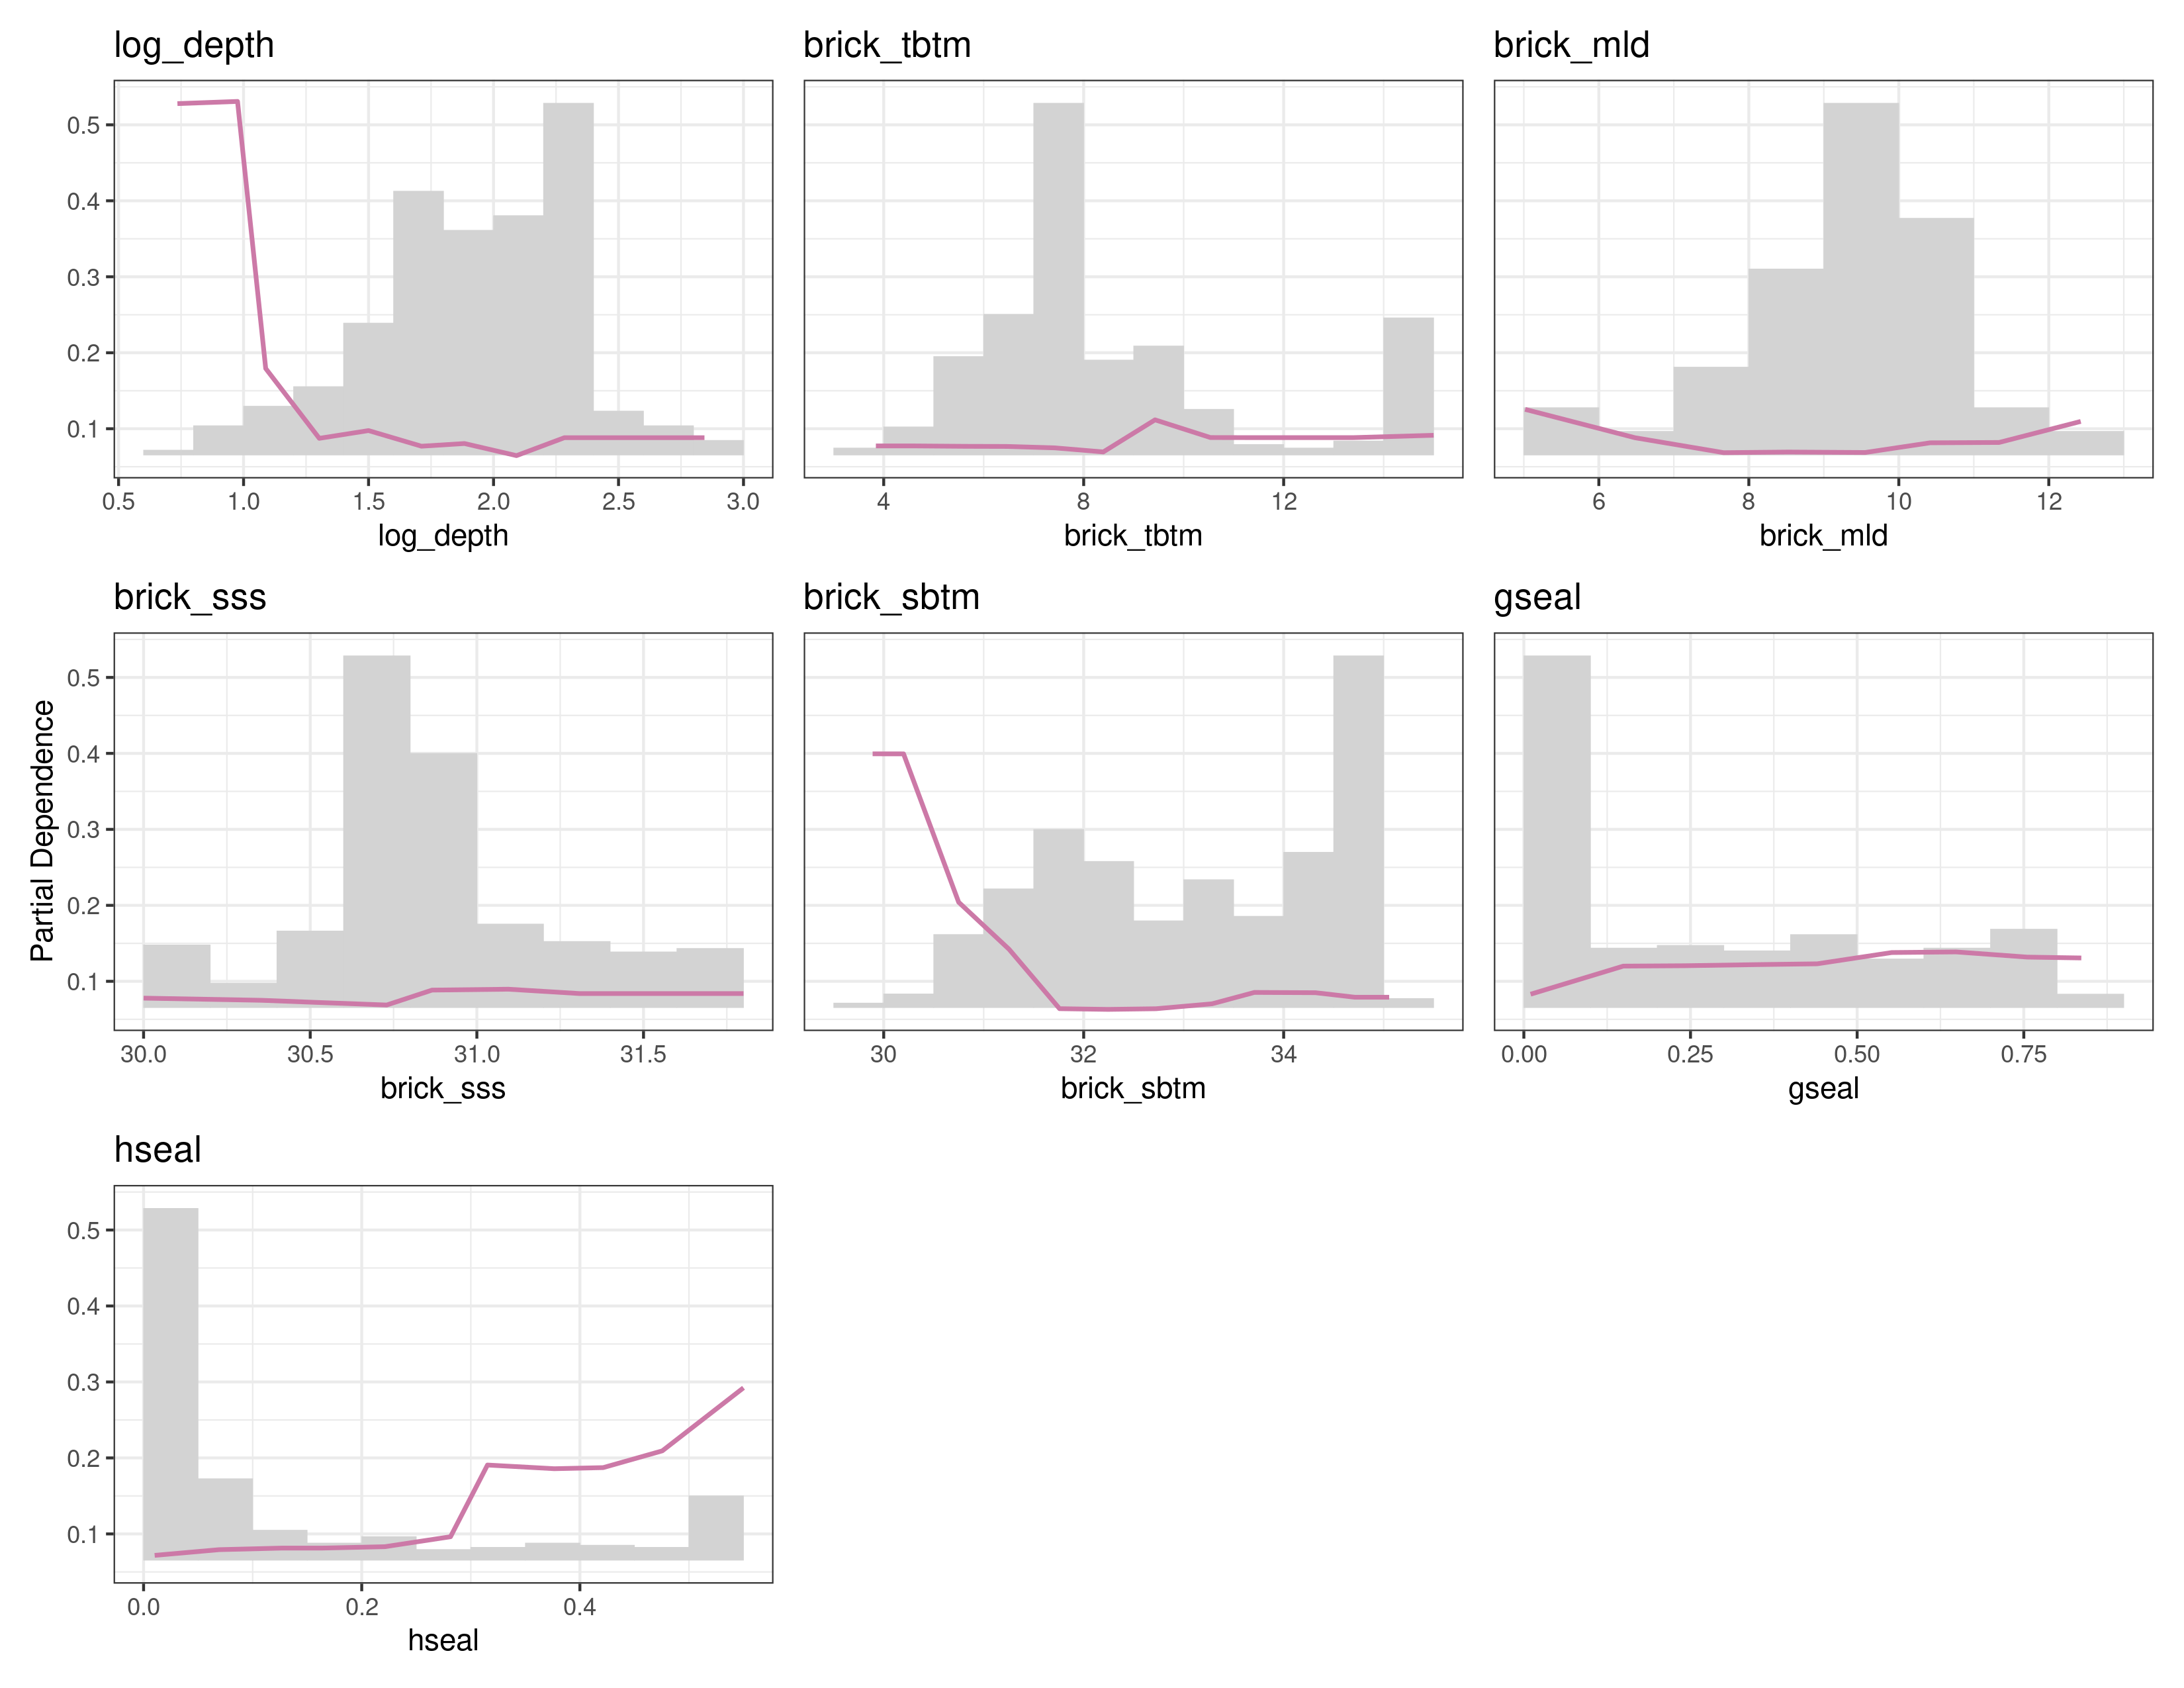 log_depth
brick_tbtm
brick_mld
0.5
0.4
0.3
0.2
0.1
0.5 1.0 1.5 2.0 2.5 3.0
4 8 12
6 8 10 12
log_depth
brick_tbtm
brick_mld
brick_sss
brick_sbtm
gseal
Partial Dependence
0.5
0.4
0.3
0.2
0.1
30.0 30.5 31.0 31.5
30 32 34
0.00 0.25 0.50 0.75
brick_sss
brick_sbtm
gseal
hseal
0.5
0.4
0.3
0.2
0.1
0.0 0.2 0.4
hseal